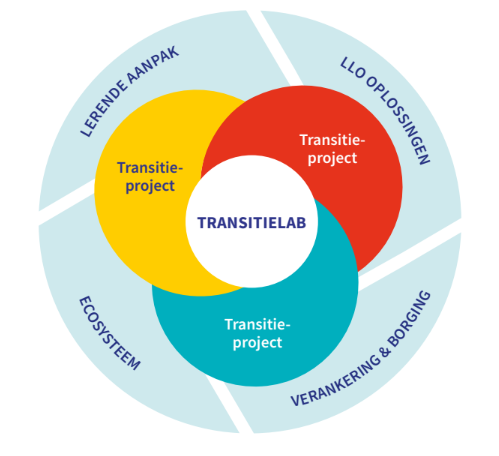 LERENDE AANPAK
LLO OPLOSSINGEN
Transitie-
project
Transitie-
project
TRANSITIELAB
Transitie-
project
ECOSYSTEEM
VERANKERING & BORGING